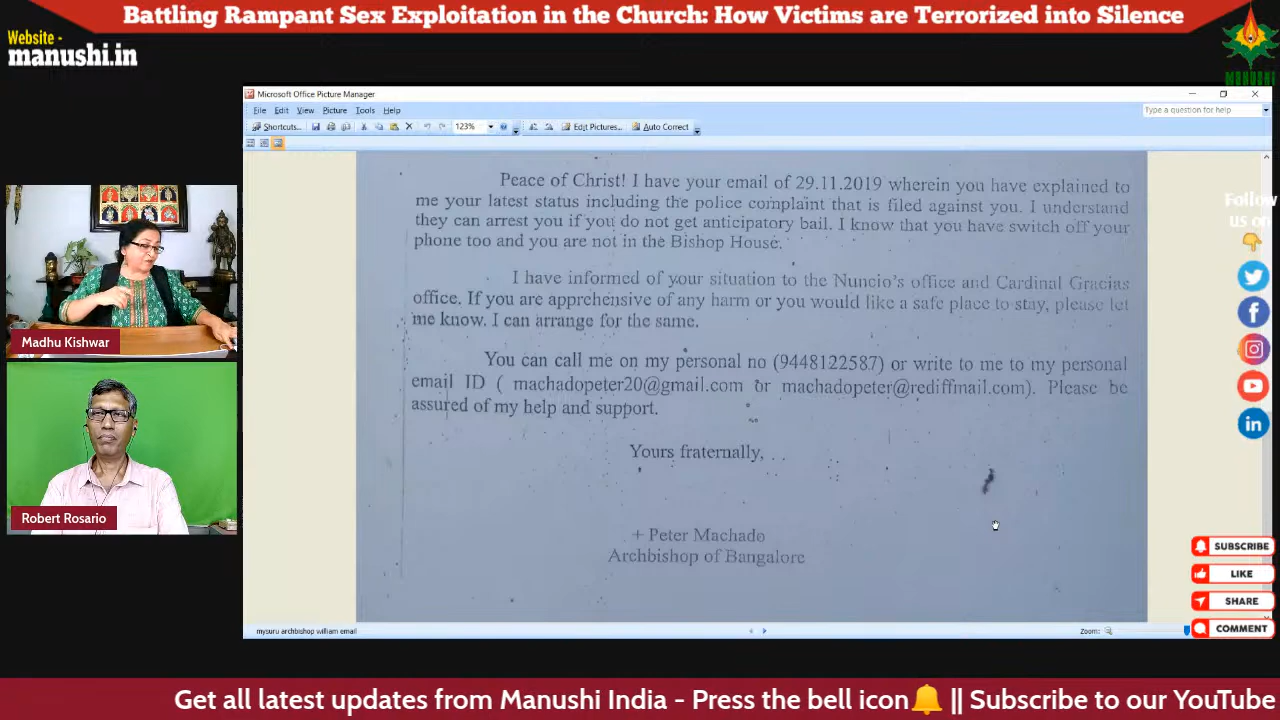 Battling Rampant Sex Exploitation in the Church: How Victims are Terrorized into Silence
Website -
manushi.in
MANUSHI
Microsoft Office Picture Manager
File Edit View Picture Tools Help
Type a question for help
Shortcuts... 123% Edit Pictures... Auto Correct
Peace of Christ! I have your email of 29.11.2019 wherein you have explained to
me your latest status including the police complaint that is filed against you. I understand
they can arrest you if you do not get anticipatory bail. I know that you have switch off your
phone too and you are not in the Bishop House.
I have informed of your situation to the Nuncio's office and Cardinal Gracias
office. If you are apprehensive of any harm or you would like a safe place to stay, please let
me know. I can arrange for the same.
You can call me on my personal no (9448122587) or write to me to my personal
email ID ( machadopeter20@gmail.com or machadopeter@rediffmail.com). Please be
assured of my help and support.
Yours fraternally,
+ Peter Machado
Archbishop of Bangalore
mysuru archbishop william email
Zoom:
Madhu Kishwar
Robert Rosario
Follow
us on
SUBSCRIBE
LIKE
SHARE
COMMENT
Get all latest updates from Manushi India - Press the bell icon🔔 || Subscribe to our YouTube